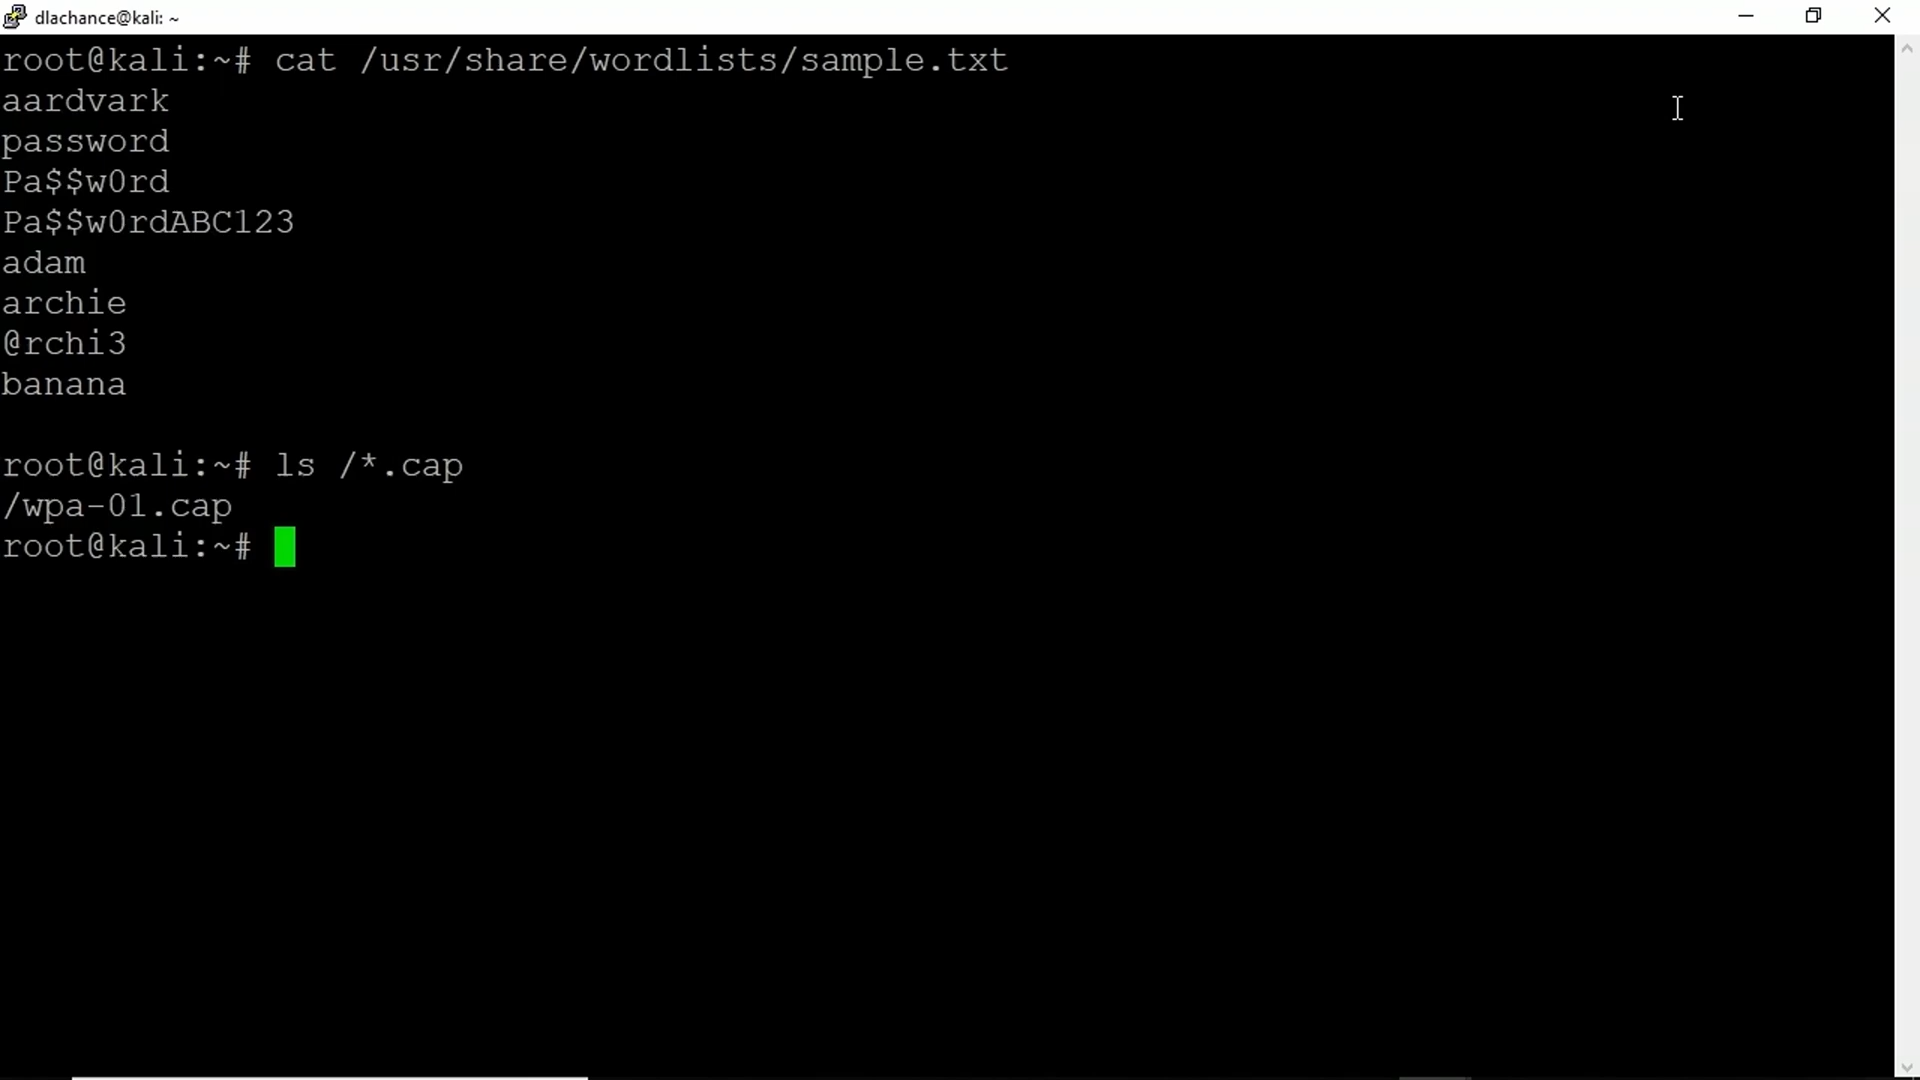 dlachance@kali: ~
root@kali:~# cat /usr/share/wordlists/sample.txt
aardvark
password
Pa$$w0rd
Pa$$w0rdABC123
adam
archie
@rchi3
banana
root@kali:~# ls /*.cap
/wpa-01.cap
root@kali:~#